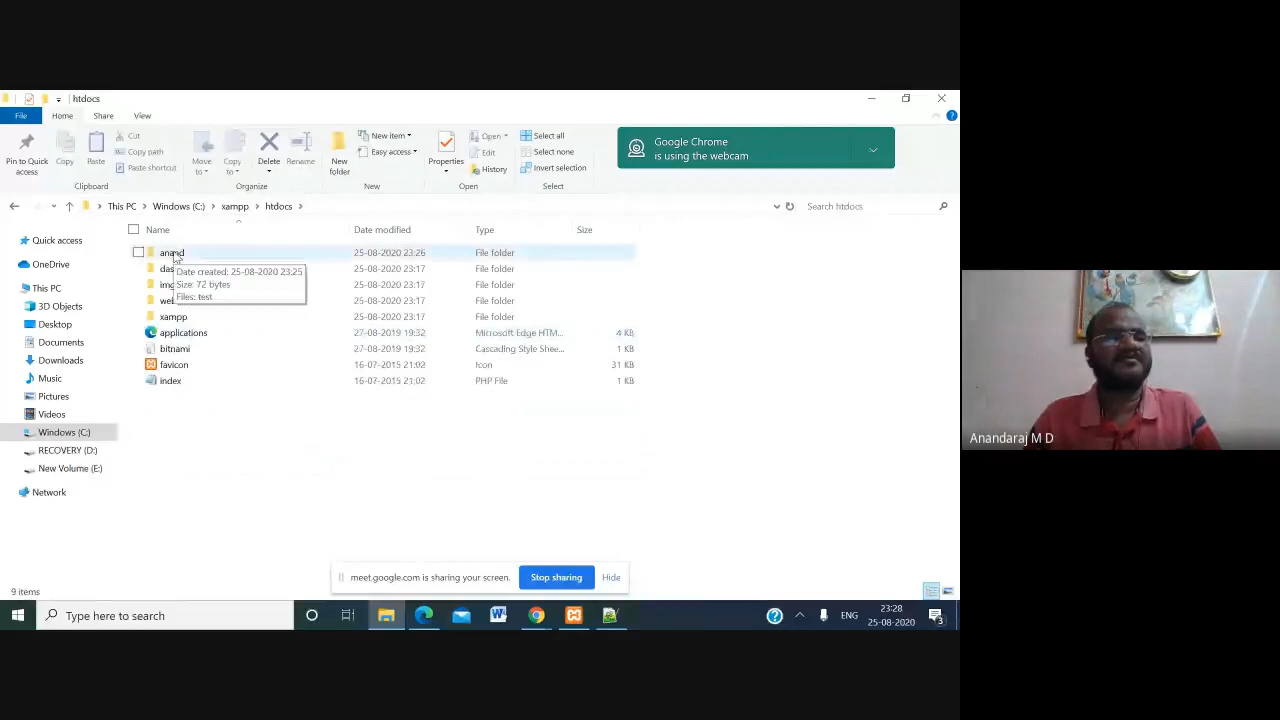 htdocs
File Home Share View
Pin to Quick access
Copy
Paste
Cut
Copy path
Paste shortcut
Clipboard
Move to
Copy to
Delete
Rename
Organize
New folder
New item
Easy access
New
Properties
Open
Edit
History
Open
Select all
Select none
Invert selection
Select
Google Chrome
is using the webcam
This PC Windows (C:) xampp htdocs
Search htdocs
Name Date modified Type Size
anand 25-08-2020 23:26 File folder
das 25-08-2020 23:17 File folder
img 25-08-2020 23:17 File folder
we 25-08-2020 23:17 File folder
xampp 25-08-2020 23:17 File folder
applications 27-08-2019 19:32 Microsoft Edge HTM... 4 KB
bitnami 27-08-2019 19:32 Cascading Style Shee... 1 KB
favicon 16-07-2015 21:02 Icon 31 KB
index 16-07-2015 21:02 PHP File 1 KB
Date created: 25-08-2020 23:25
Size: 72 bytes
Files: test
Quick access
OneDrive
This PC
3D Objects
Desktop
Documents
Downloads
Music
Pictures
Videos
Windows (C:)
RECOVERY (D:)
New Volume (E:)
Network
Anandaraj M D
meet.google.com is sharing your screen. Stop sharing Hide
9 items
Type here to search
ENG
23:28
25-08-2020
3